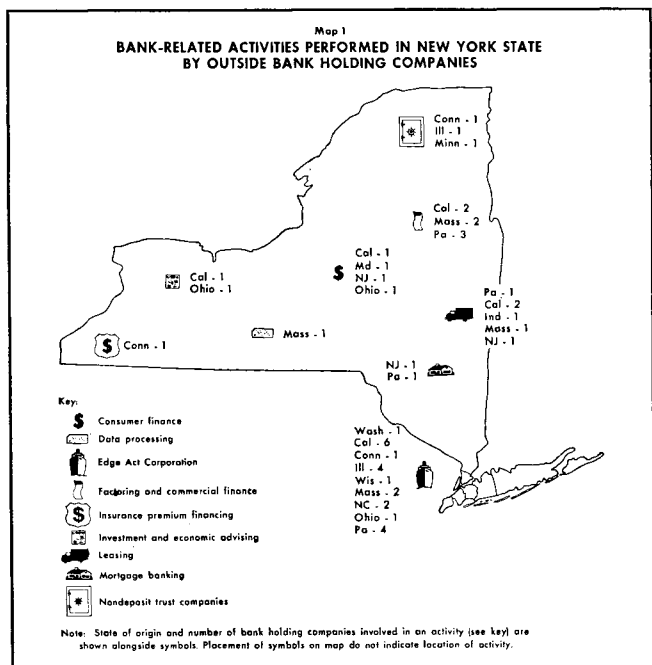 Map 1
BANK-RELATED ACTIVITIES PERFORMED IN NEW YORK STATE
BY OUTSIDE BANK HOLDING COMPANIES
Conn - 1
Ill - 1
Minn - 1
Cal - 2
Mass - 2
Pa - 3
Cal - 1
Md - 1
NJ - 1
Ohio - 1
Cal - 1
Ohio - 1
Pa - 1
Cal - 2
Ind - 1
Mass - 1
NJ - 1
Mass - 1
$ Conn - 1
NJ - 1
Pa - 1
Key:
$ Consumer finance
Data processing
Edge Act Corporation
Factoring and commercial finance
$ Insurance premium financing
Investment and economic advising
Leasing
Mortgage banking
Nondeposit trust companies
Wash - 1
Cal - 6
Conn - 1
Ill - 4
Wis - 1
Mass - 2
NC - 2
Ohio - 1
Pa - 4
Note: State of origin and number of bank holding companies involved in an activity (see key) are
shown alongside symbols. Placement of symbols on map do not indicate location of activity.